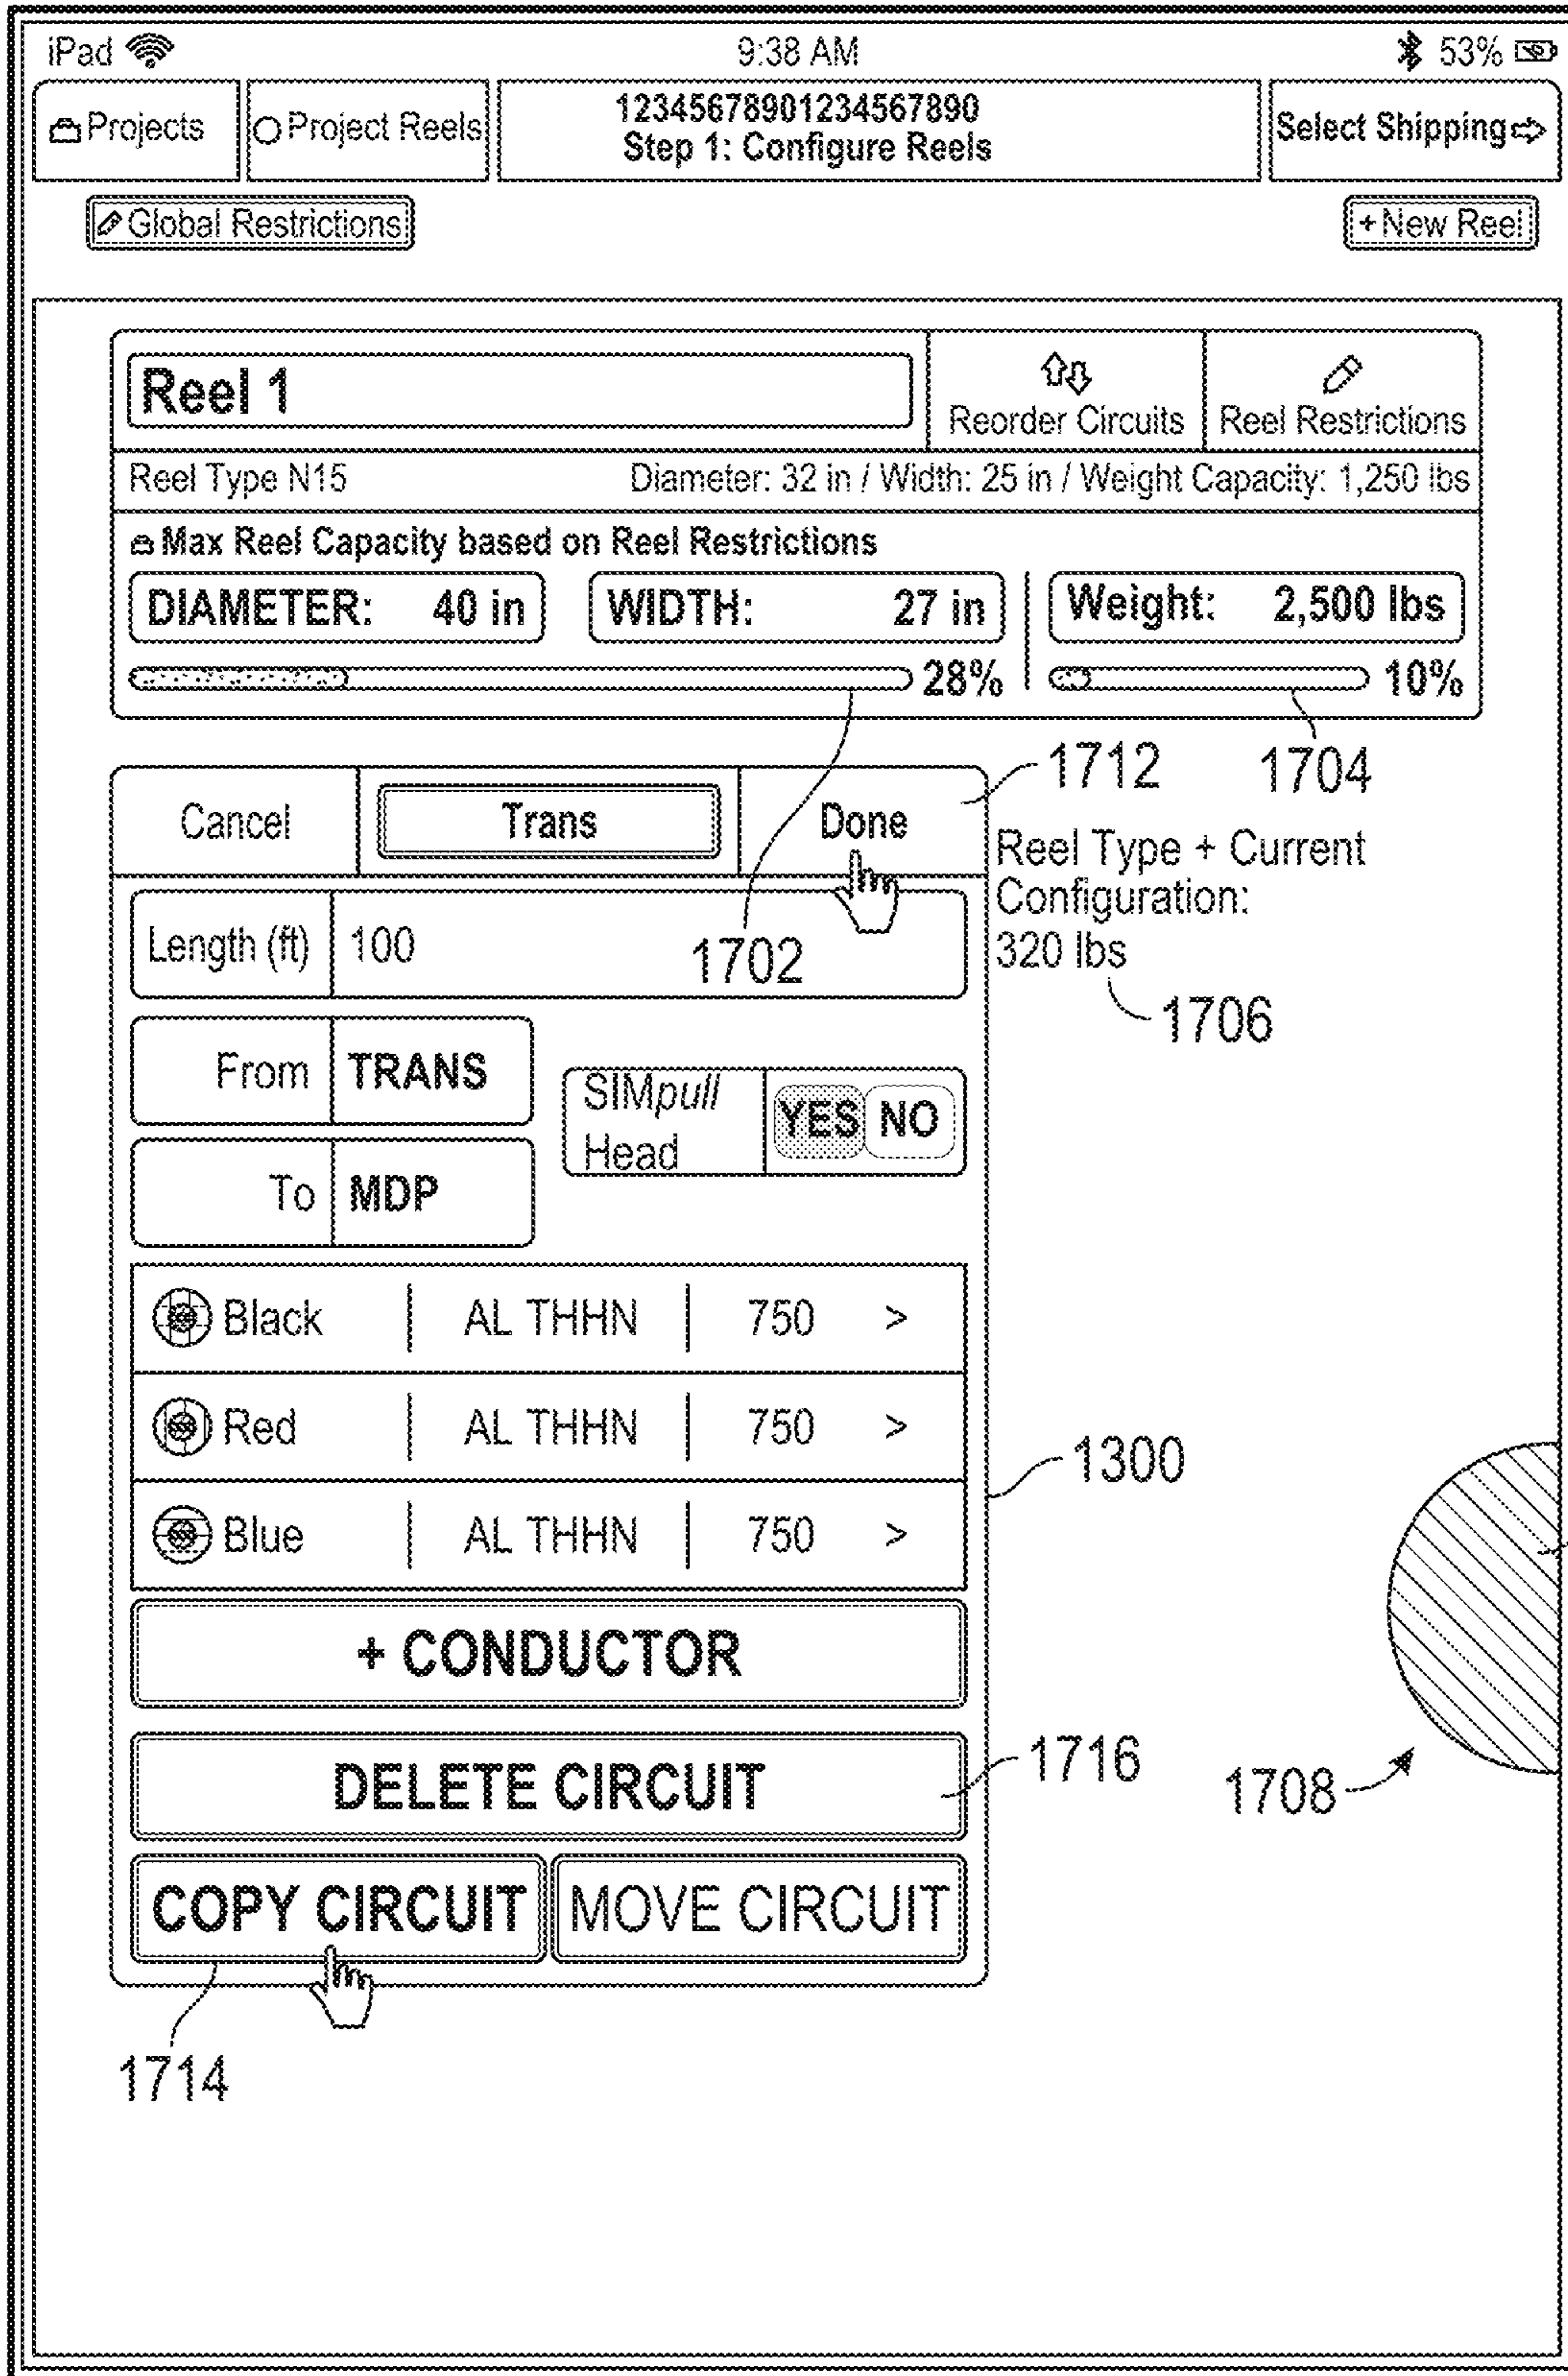 iPad 9:38 AM 53%
Projects Project Reels 12345678901234567890 Select Shipping
Step 1: Configure Reels
Global Restrictions + New Reel
Reel 1
Reorder Circuits Reel Restrictions
Reel Type N15 Diameter: 32 in / Width: 25 in / Weight Capacity: 1,250 lbs
Max Reel Capacity based on Reel Restrictions
DIAMETER: 40 in WIDTH: 27 in Weight: 2,500 lbs
28% 10%
1712 1704
Cancel Trans Done
Reel Type + Current
Configuration:
320 lbs
Length (ft) 100 1702
1706
From TRANS
SIMpull
Head
YES NO
To MDP
Black | AL THHN | 750 >
Red | AL THHN | 750 >
1300
Blue | AL THHN | 750 >
+ CONDUCTOR
DELETE CIRCUIT
1716
1708
COPY CIRCUIT MOVE CIRCUIT
1714